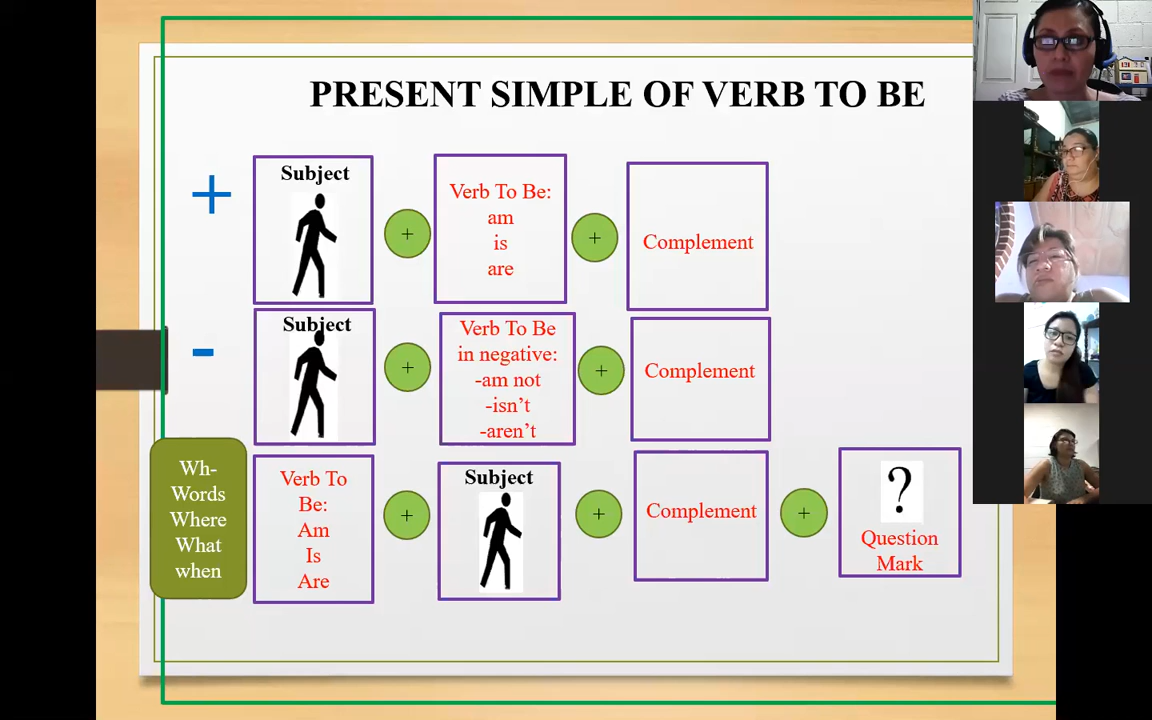 PRESENT SIMPLE OF VERB TO BE
+
Subject
+
Verb To Be:
am
is
are
+
Complement
-
Subject
+
Verb To Be
in negative:
-am not
-isn’t
-aren’t
+
Complement
Wh-
Words
Where
What
when
Verb To
Be:
Am
Is
Are
+
Subject
+
Complement
+
?
Question
Mark